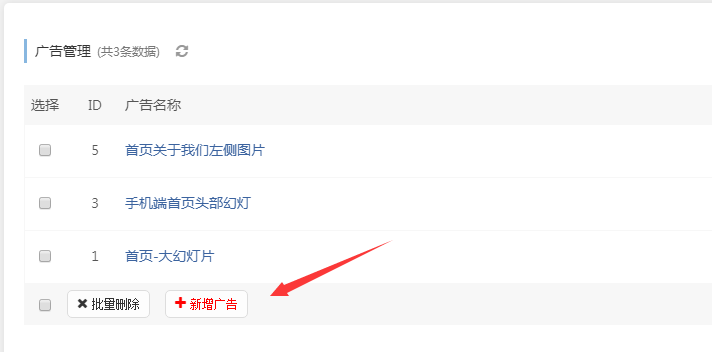 广告管理 (共3条数据)
选择 ID 广告名称
5 首页关于我们左侧图片
3 手机端首页头部幻灯
1 首页-大幻灯片
批量删除 新增广告